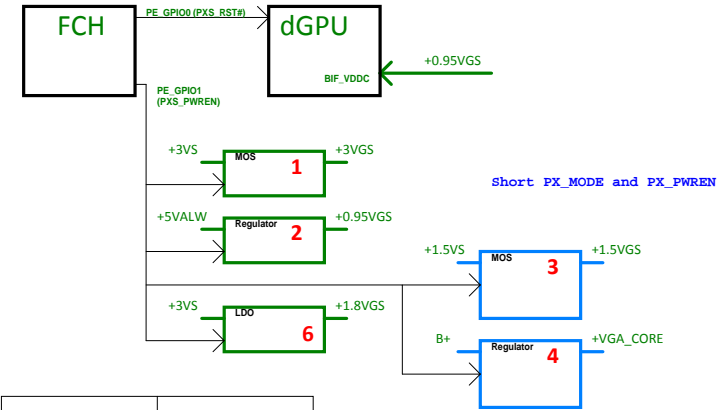 FCH
PE_GPIO0 (PXS_RST#)
dGPU
BIF_VDDC
+0.95VGS
PE_GPIO1
(PXS_PWREN)
+3VS
MOS
1
+3VGS
Short PX_MODE and PX_PWREN
+5VALW
Regulator
2
+0.95VGS
+1.5VS
MOS
3
+1.5VGS
+3VS
LDO
6
+1.8VGS
B+
Regulator
4
+VGA_CORE